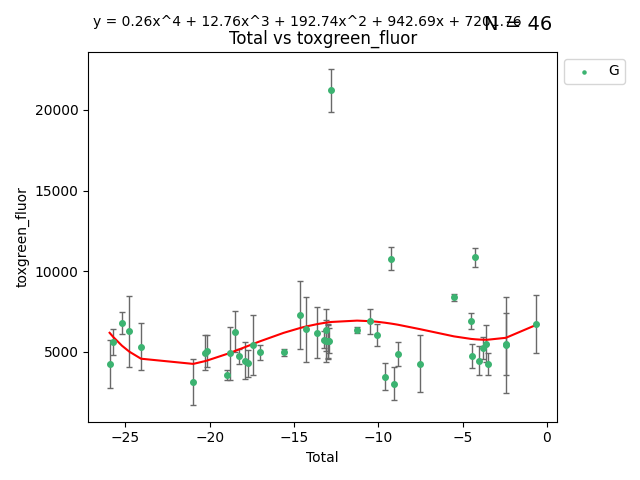 y = 0.26x^4 + 12.76x^3 + 192.74x^2 + 942.69x + 7201.76
N = 46
Total vs toxgreen_fluor
G
toxgreen_fluor
20000
15000
10000
5000
−25 −20 −15 −10 −5 0
Total